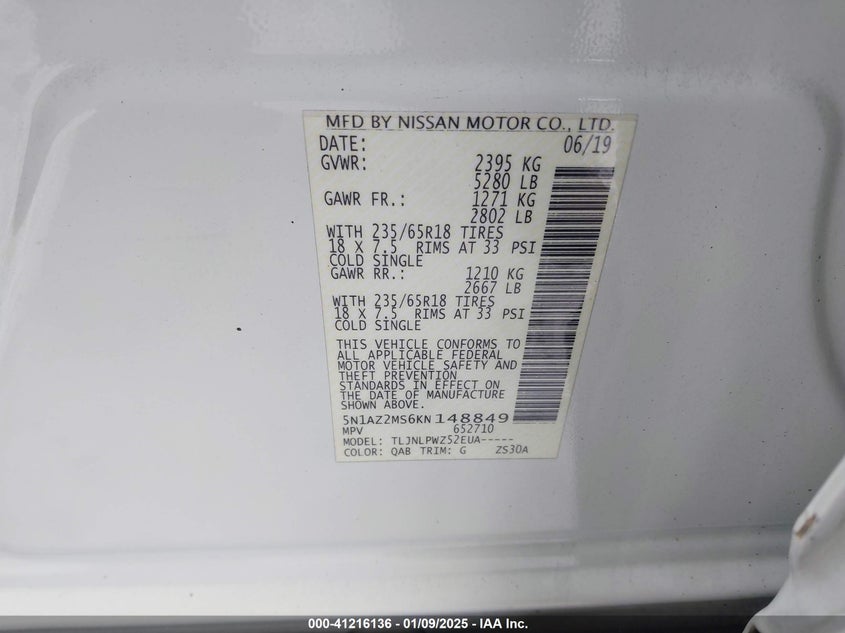 MFD BY NISSAN MOTOR CO., LTD.
DATE: 06/19
GVWR: 2395 KG
5280 LB
GAWR FR.: 1271 KG
2802 LB
WITH 235/65R18 TIRES
18 X 7.5 RIMS AT 33 PSI
COLD SINGLE
GAWR RR.: 1210 KG
2667 LB
WITH 235/65R18 TIRES
18 X 7.5 RIMS AT 33 PSI
COLD SINGLE
THIS VEHICLE CONFORMS TO
ALL APPLICABLE FEDERAL
MOTOR VEHICLE SAFETY AND
THEFT PREVENTION
STANDARDS IN EFFECT ON
THE DATE OF MANUFACTURE
SHOWN ABOVE.
5N1AZ2MS6KN148849
MPV 652710
MODEL: TLJNLPWZ52EUA-----
COLOR: QAB TRIM: G ZS30A
000-41216136 - 01/09/2025 - IAA Inc.